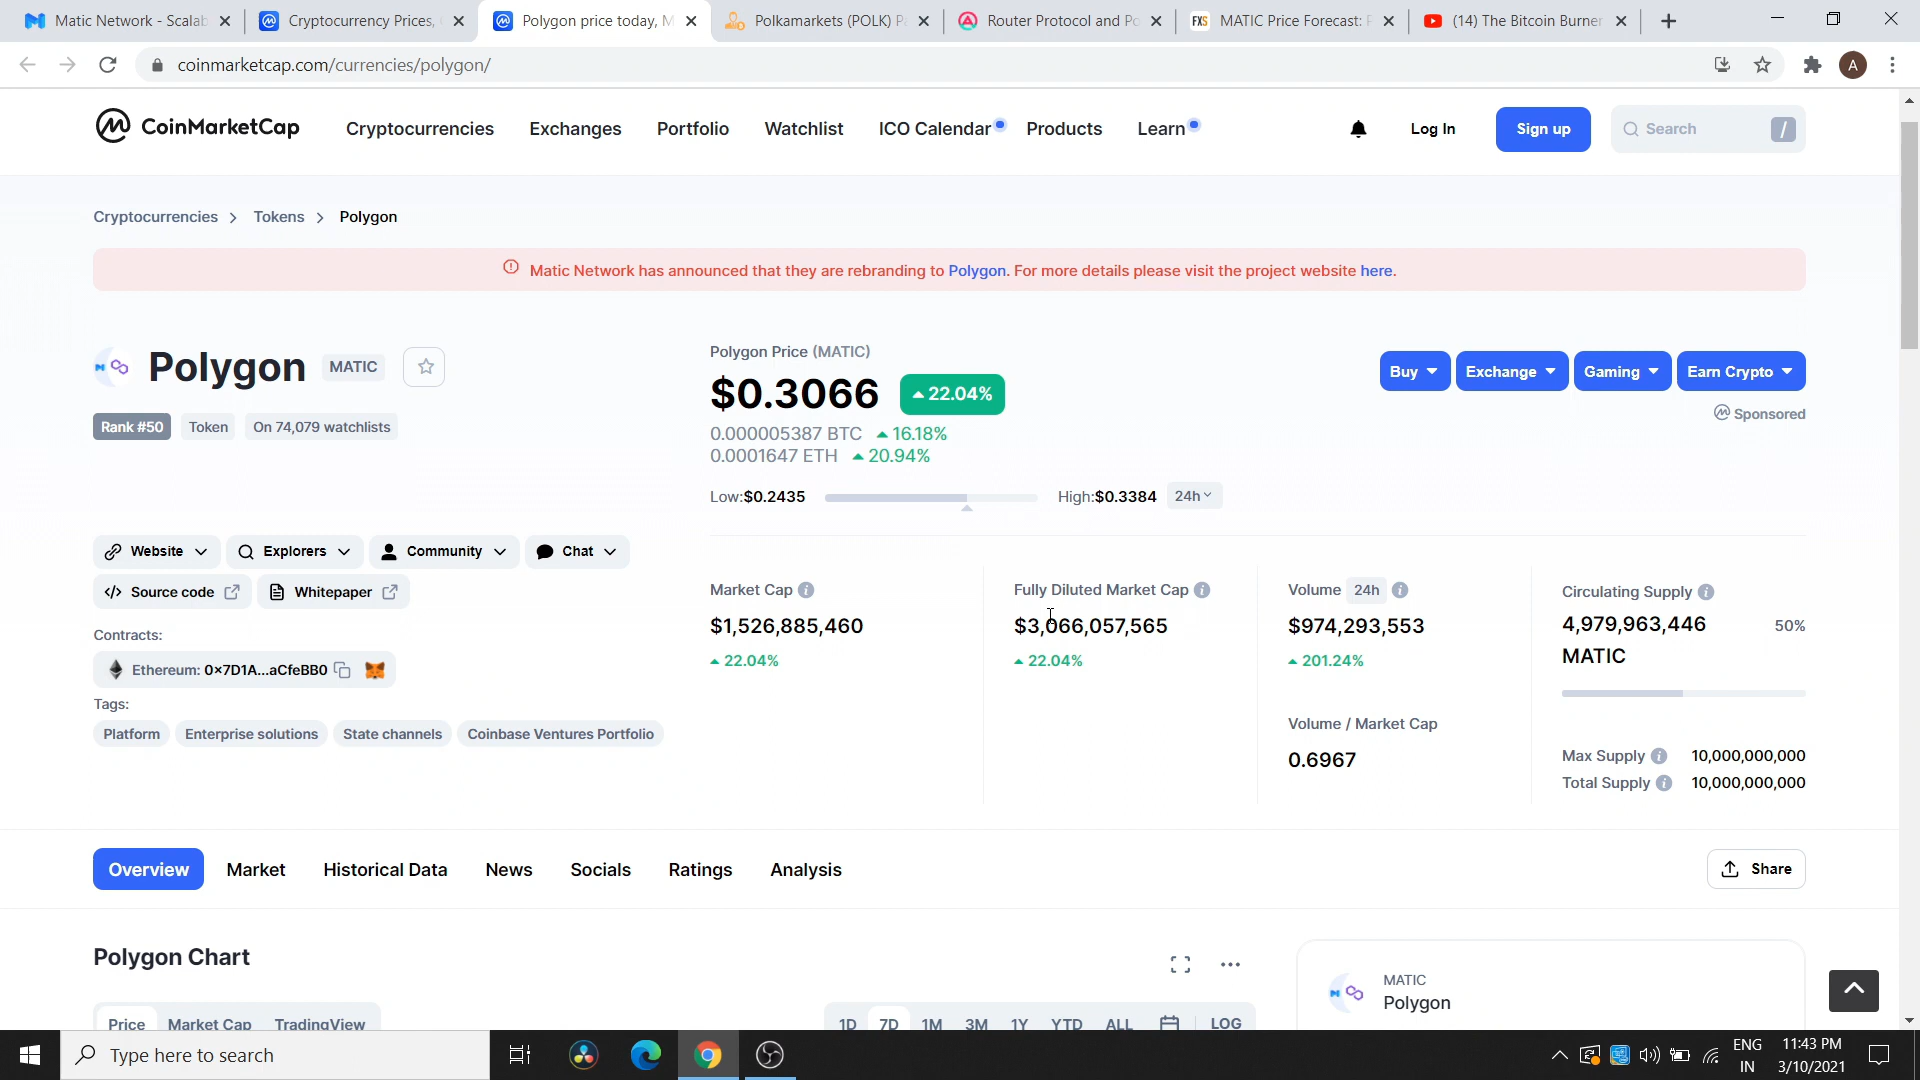 Matic Network - Scalab
Cryptocurrency Prices,
Polygon price today, M
Polkamarkets (POLK) P
Router Protocol and Po
FXS MATIC Price Forecast:
(14) The Bitcoin Burner
coinmarketcap.com/currencies/polygon/
A
CoinMarketCap
Cryptocurrencies Exchanges Portfolio Watchlist ICO Calendar Products Learn
Log In Sign up Search /
Cryptocurrencies > Tokens > Polygon
Matic Network has announced that they are rebranding to Polygon. For more details please visit the project website here.
Polygon MATIC
Rank #50 Token On 74,079 watchlists
Polygon Price (MATIC)
$0.3066 22.04%
0.000005387 BTC 16.18%
0.0001647 ETH 20.94%
Low:$0.2435 High:$0.3384 24h
Buy Exchange Gaming Earn Crypto
Sponsored
Website Explorers Community Chat
Source code Whitepaper
Contracts:
Ethereum: 0×7D1A...aCfeBB0
Tags:
Platform Enterprise solutions State channels Coinbase Ventures Portfolio
Market Cap
$1,526,885,460
22.04%
Fully Diluted Market Cap
$3,066,057,565
22.04%
Volume 24h
$974,293,553
201.24%
Volume / Market Cap
0.6967
Circulating Supply
4,979,963,446 50%
MATIC
Max Supply 10,000,000,000
Total Supply 10,000,000,000
Overview Market Historical Data News Socials Ratings Analysis
Share
Polygon Chart
Price Market Cap TradingView
1D 7D 1M 3M 1Y YTD ALL LOG
MATIC
Polygon
Type here to search
ENG
IN
11:43 PM
3/10/2021